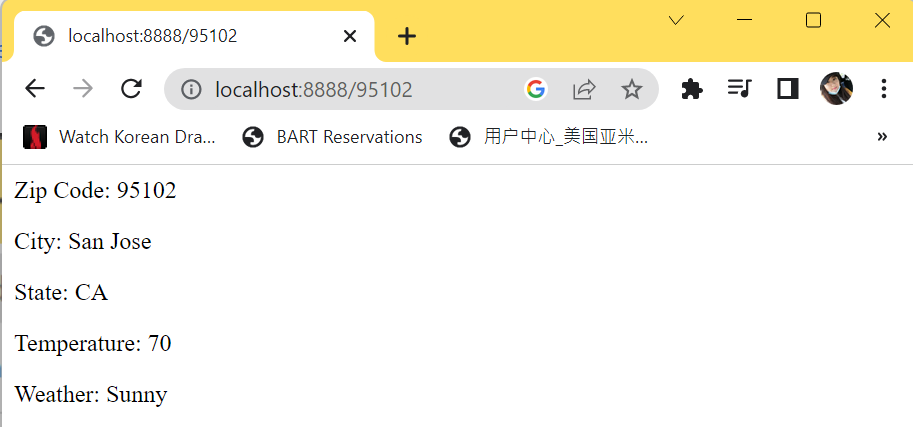 localhost:8888/95102
localhost:8888/95102
Watch Korean Dra... BART Reservations 用户中心_美国亚米... »
Zip Code: 95102
City: San Jose
State: CA
Temperature: 70
Weather: Sunny